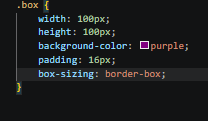 .box {
width: 100px;
height: 100px;
background-color: purple;
padding: 16px;
box-sizing: border-box;
}